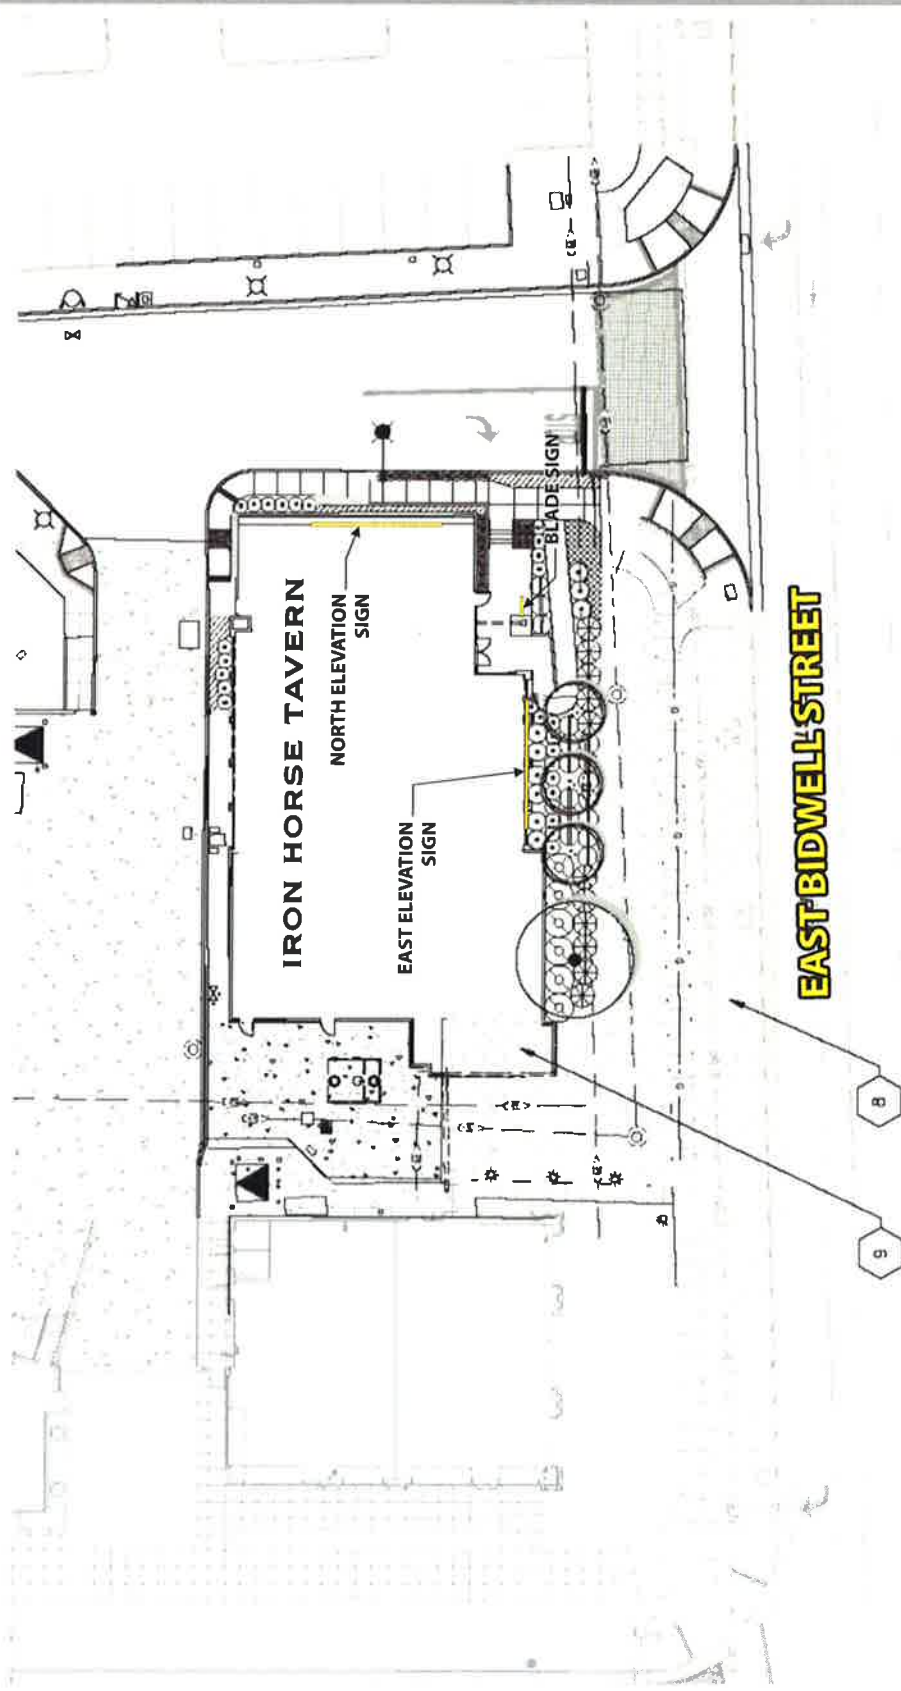 IRON HORSE TAVERN
NORTH ELEVATION
SIGN
EAST ELEVATION
SIGN
BLADE SIGN
EAST BIDWELL STREET
8
9